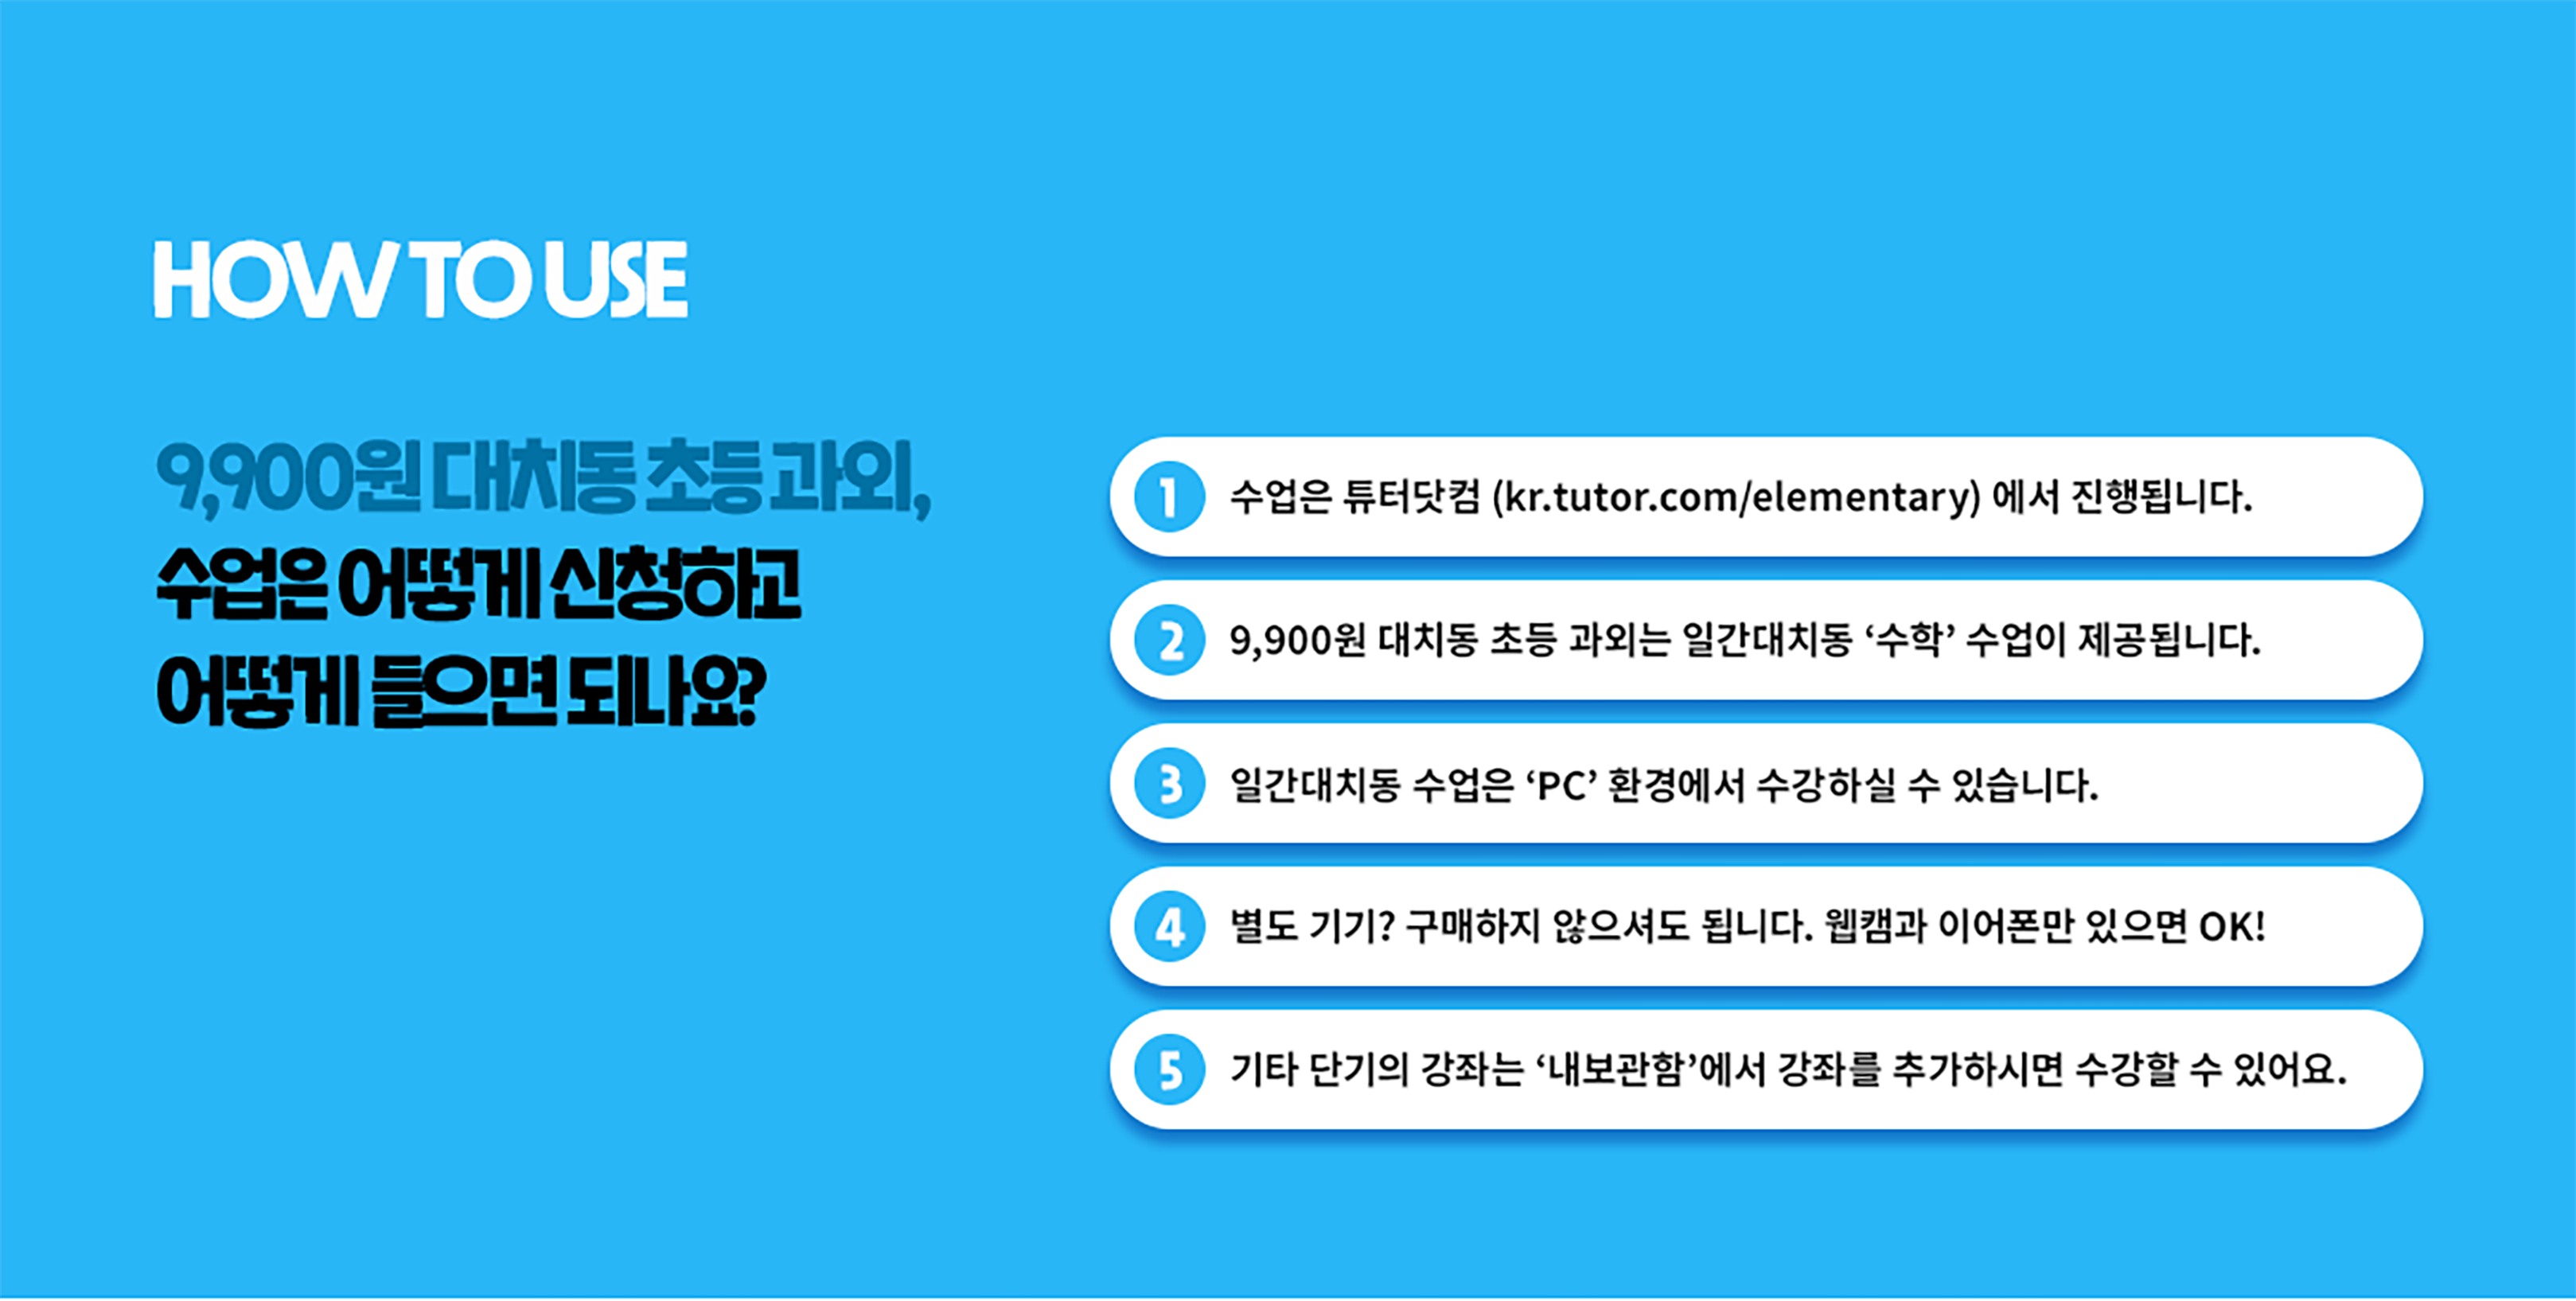 HOW TO USE
9,900원 대치동 초등 과외,
수업은 어떻게 신청하고
어떻게 들으면 되나요?
1 수업은 튜터닷컴 (kr.tutor.com/elementary) 에서 진행됩니다.
2 9,900원 대치동 초등 과외는 일간대치동 ‘수학’ 수업이 제공됩니다.
3 일간대치동 수업은 ‘PC’ 환경에서 수강하실 수 있습니다.
4 별도 기기? 구매하지 않으셔도 됩니다. 웹캠과 이어폰만 있으면 OK!
5 기타 단기의 강좌는 ‘내보관함’에서 강좌를 추가하시면 수강할 수 있어요.